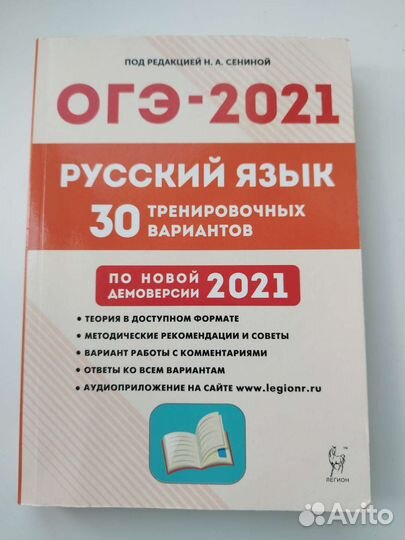 ПОД РЕДАКЦИЕЙ Н. А. СЕНИНОЙ
ОГЭ-2021
РУССКИЙ ЯЗЫК
30 ТРЕНИРОВОЧНЫХ
ВАРИАНТОВ
ПО НОВОЙ
ДЕМОВЕРСИИ 2021
• ТЕОРИЯ В ДОСТУПНОМ ФОРМАТЕ
• МЕТОДИЧЕСКИЕ РЕКОМЕНДАЦИИ И СОВЕТЫ
• ВАРИАНТ РАБОТЫ С КОММЕНТАРИЯМИ
• ОТВЕТЫ КО ВСЕМ ВАРИАНТАМ
• АУДИОПРИЛОЖЕНИЕ НА САЙТЕ www.legionr.ru
ЛЕГИОН
Avito